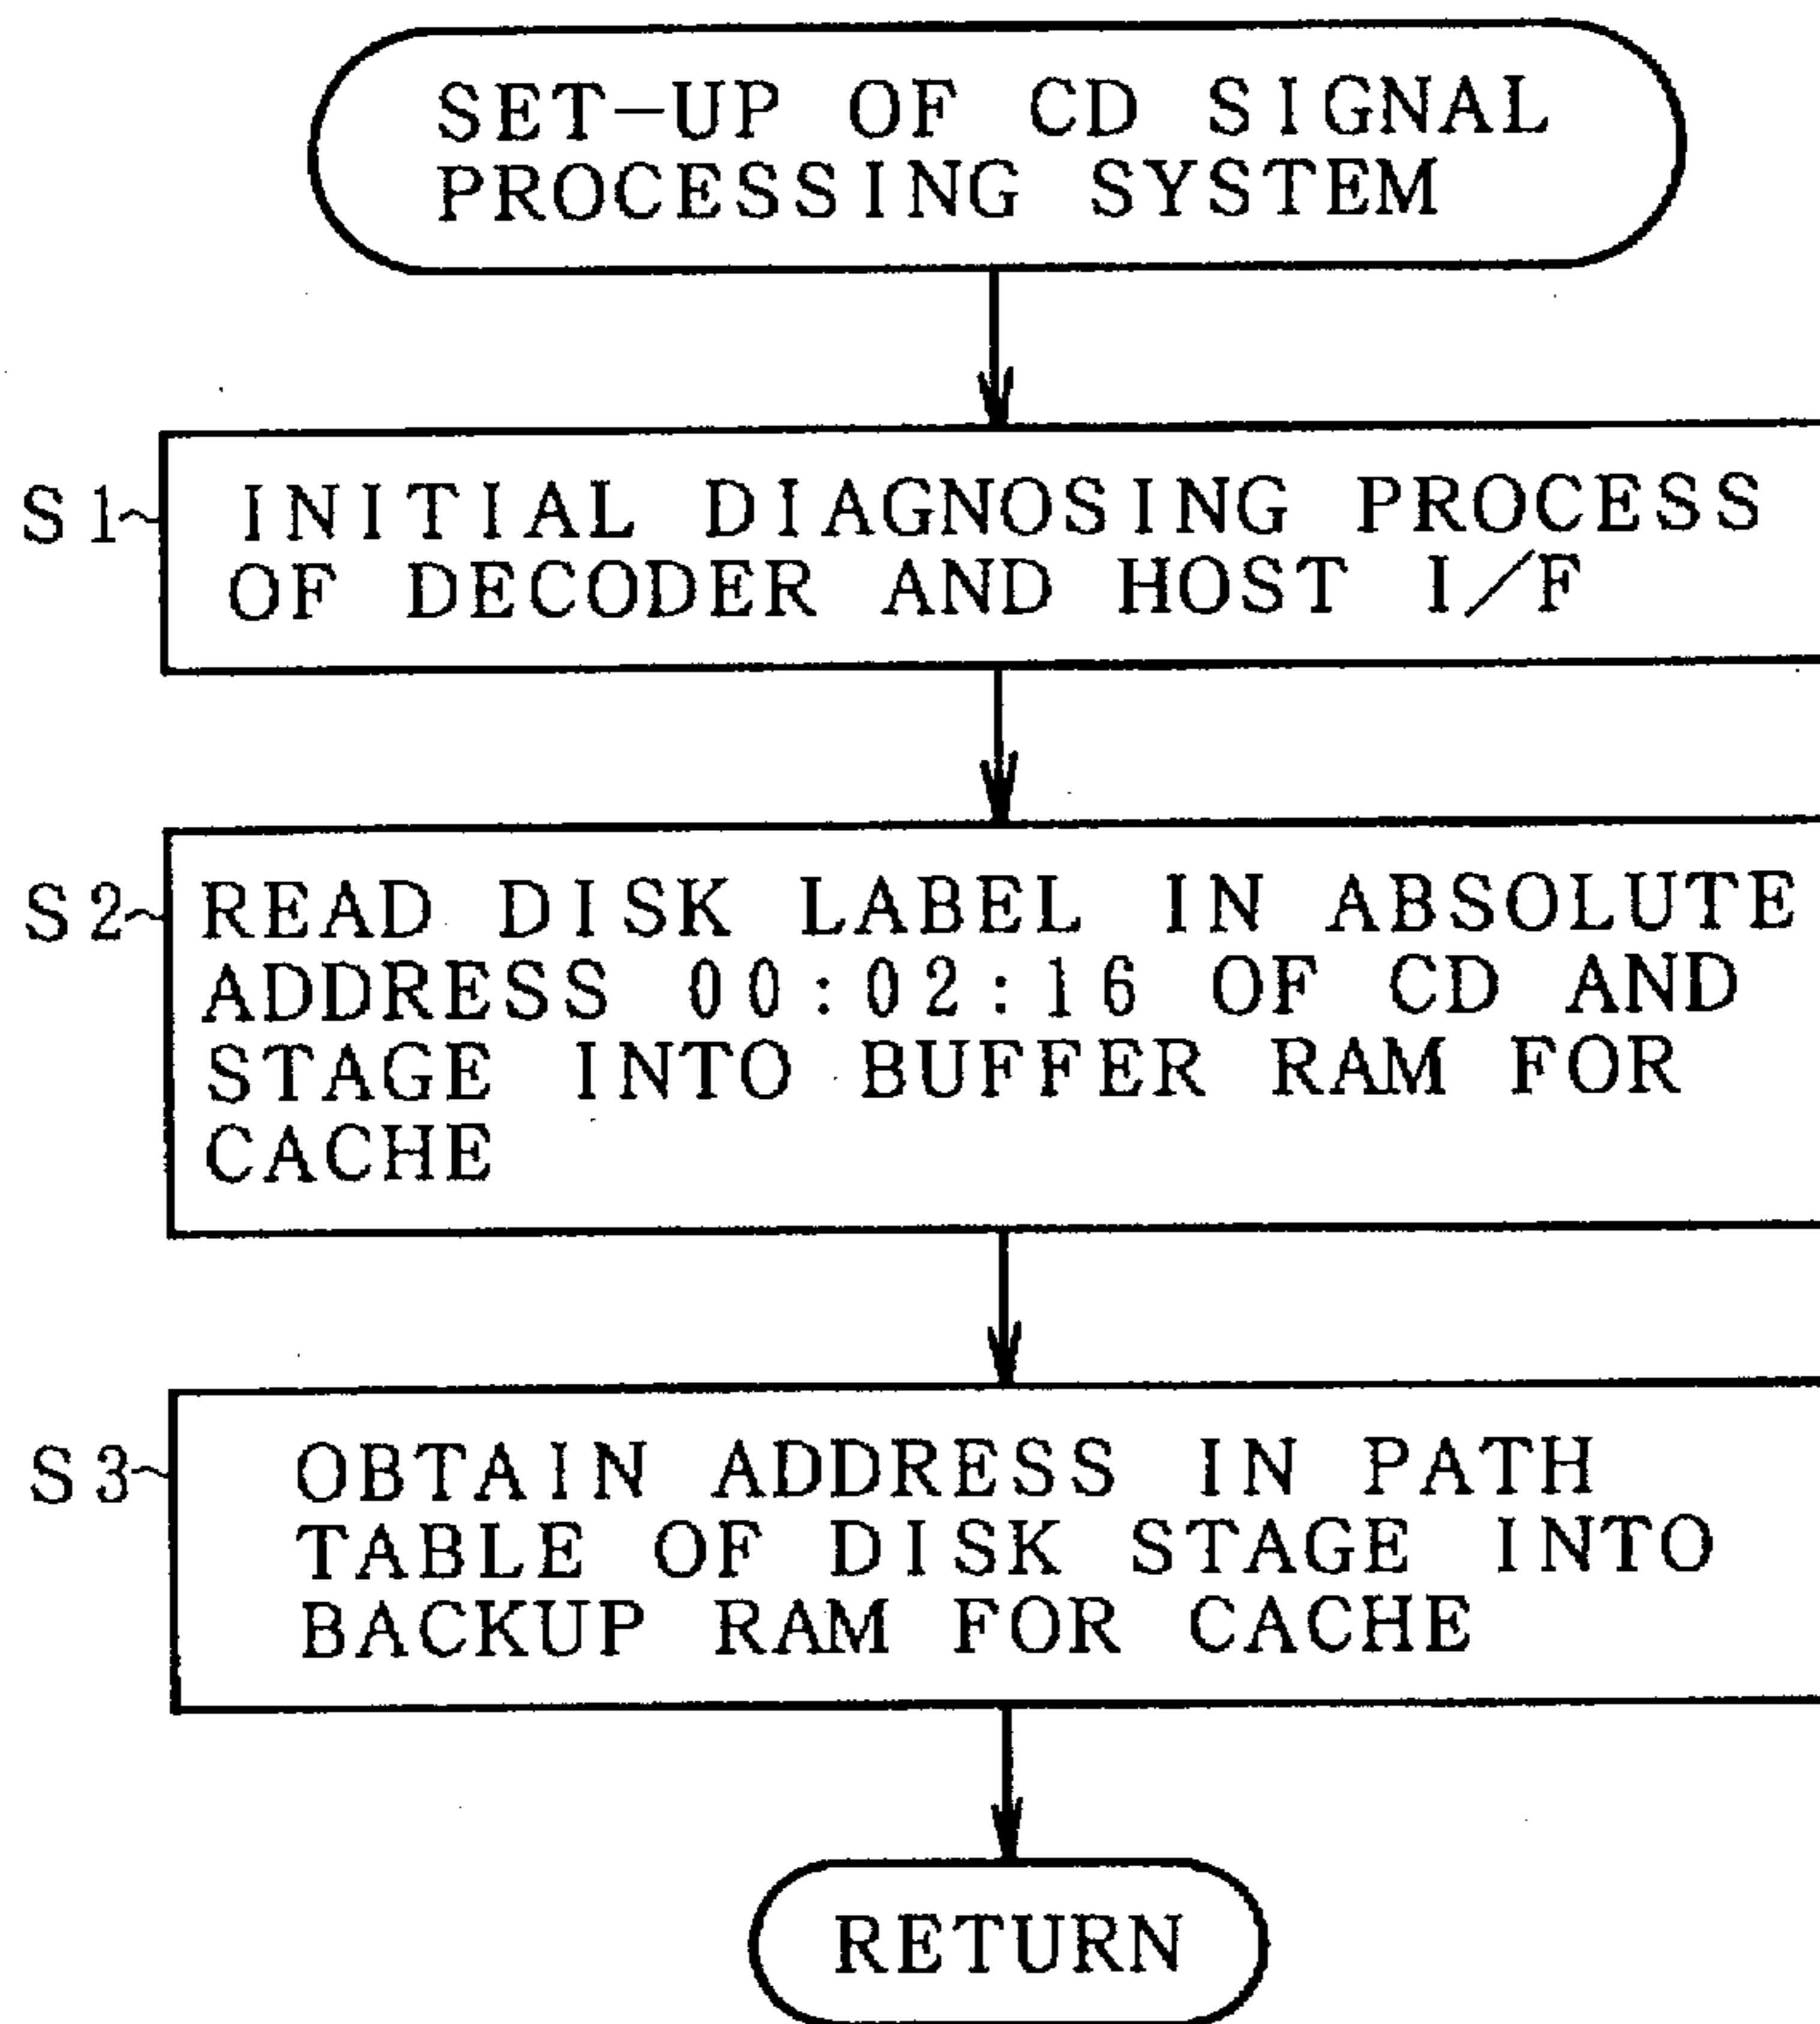 SET-UP OF CD SIGNAL
PROCESSING SYSTEM
S1
INITIAL DIAGNOSING PROCESS
OF DECODER AND HOST I/F
S2
READ DISK LABEL IN ABSOLUTE
ADDRESS 00:02:16 OF CD AND
STAGE INTO BUFFER RAM FOR
CACHE
S3
OBTAIN ADDRESS IN PATH
TABLE OF DISK STAGE INTO
BACKUP RAM FOR CACHE
RETURN